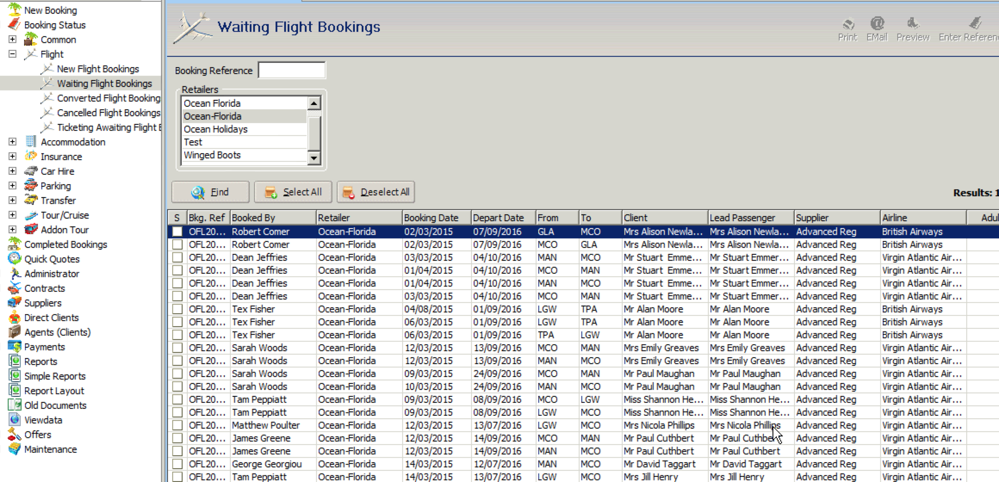 New Booking
Booking Status
Common
Flight
New Flight Bookings
Waiting Flight Bookings
Converted Flight Booking
Cancelled Flight Bookings
Ticketing Awaiting Flight
Accommodation
Insurance
Car Hire
Parking
Transfer
Tour/Cruise
Addon Tour
Completed Bookings
Quick Quotes
Administrator
Contracts
Suppliers
Direct Clients
Agents (Clients)
Payments
Reports
Simple Reports
Report Layout
Old Documents
Viewdata
Offers
Maintenance
Waiting Flight Bookings
Print EMail Preview Enter Referen
Booking Reference
Retailers
Ocean Florida
Ocean-Florida
Ocean Holidays
Test
Winged Boots
Find Select All Deselect All
Results: 1
S Bkg. Ref Booked By Retailer Booking Date Depart Date From To Client Lead Passenger Supplier Airline Adul
OFL20... Robert Comer Ocean-Florida 02/03/2015 07/09/2016 GLA MCO Mrs Alison Newla... Mrs Alison Newla... Advanced Reg British Airways
OFL20... Robert Comer Ocean-Florida 02/03/2015 07/09/2016 MCO GLA Mrs Alison Newla... Mrs Alison Newla... Advanced Reg British Airways
OFL20... Dean Jeffries Ocean-Florida 03/03/2015 04/10/2016 MAN MCO Mr Stuart Emme... Mr Stuart Emmer... Advanced Reg Virgin Atlantic Air...
OFL20... Dean Jeffries Ocean-Florida 01/04/2015 04/10/2016 MCO MAN Mr Stuart Emme... Mr Stuart Emmer... Advanced Reg Virgin Atlantic Air...
OFL20... Dean Jeffries Ocean-Florida 01/04/2015 04/10/2016 MAN MCO Mr Stuart Emme... Mr Stuart Emmer... Advanced Reg Virgin Atlantic Air...
OFL20... Dean Jeffries Ocean-Florida 03/03/2015 04/10/2016 MCO MAN Mr Stuart Emme... Mr Stuart Emmer... Advanced Reg Virgin Atlantic Air...
OFL20... Tex Fisher Ocean-Florida 04/08/2015 01/09/2016 LGW TPA Mr Alan Moore Mr Alan Moore Advanced Reg British Airways
OFL20... Tex Fisher Ocean-Florida 06/03/2015 01/09/2016 LGW TPA Mr Alan Moore Mr Alan Moore Advanced Reg British Airways
OFL20... Tex Fisher Ocean-Florida 06/03/2015 01/09/2016 TPA LGW Mr Alan Moore Mr Alan Moore Advanced Reg British Airways
OFL20... Sarah Woods Ocean-Florida 12/03/2015 13/09/2016 MCO MAN Mrs Emily Greaves Mrs Emily Greaves Advanced Reg Virgin Atlantic Air...
OFL20... Sarah Woods Ocean-Florida 12/03/2015 13/09/2016 MAN MCO Mrs Emily Greaves Mrs Emily Greaves Advanced Reg Virgin Atlantic Air...
OFL20... Sarah Woods Ocean-Florida 09/03/2015 24/09/2016 MCO MAN Mr Paul Maughan Mr Paul Maughan Advanced Reg Virgin Atlantic Air...
OFL20... Sarah Woods Ocean-Florida 10/03/2015 24/09/2016 MAN MCO Mr Paul Maughan Mr Paul Maughan Advanced Reg Virgin Atlantic Air...
OFL20... Tam Peppiatt Ocean-Florida 09/03/2015 08/09/2016 MCO LGW Miss Shannon He... Miss Shannon He... Advanced Reg Virgin Atlantic Air...
OFL20... Tam Peppiatt Ocean-Florida 09/03/2015 08/09/2016 LGW MCO Miss Shannon He... Miss Shannon He... Advanced Reg Virgin Atlantic Air...
OFL20... Matthew Poulter Ocean-Florida 12/03/2015 13/07/2016 LGW MCO Mrs Nicola Phillips Mrs Nicola Phillips Advanced Reg Virgin Atlantic Air...
OFL20... James Greene Ocean-Florida 12/03/2015 14/09/2016 MCO MAN Mr Paul Cuthbert Mr Paul Cuthbe Advanced Reg Virgin Atlantic Air...
OFL20... James Greene Ocean-Florida 12/03/2015 14/09/2016 MAN MCO Mr Paul Cuthbert Mr Paul Cuthbert Advanced Reg Virgin Atlantic Air...
OFL20... George Georgiou Ocean-Florida 14/03/2015 12/07/2016 MAN MCO Mr David Taggart Mr David Taggart Advanced Reg Virgin Atlantic Air...
OFL20... Tam Peppiatt Ocean-Florida 14/03/2015 13/07/2016 LGW MCO Mrs Jill Henry Mrs Jill Henry Advanced Reg Virgin Atlantic Air...